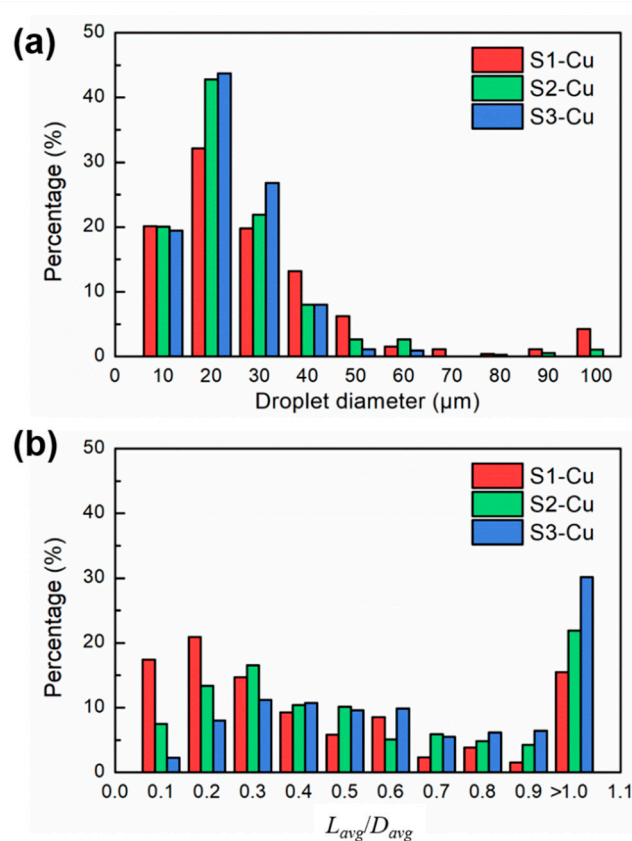 (a)
50
40
30
20
10
0
Percentage (%)
S1-Cu
S2-Cu
S3-Cu
0 10 20 30 40 50 60 70 80 90 100
Droplet diameter (μm)
(b)
50
40
30
20
10
0
Percentage (%)
S1-Cu
S2-Cu
S3-Cu
0.0 0.1 0.2 0.3 0.4 0.5 0.6 0.7 0.8 0.9 >1.0 1.1
Lavg/Davg